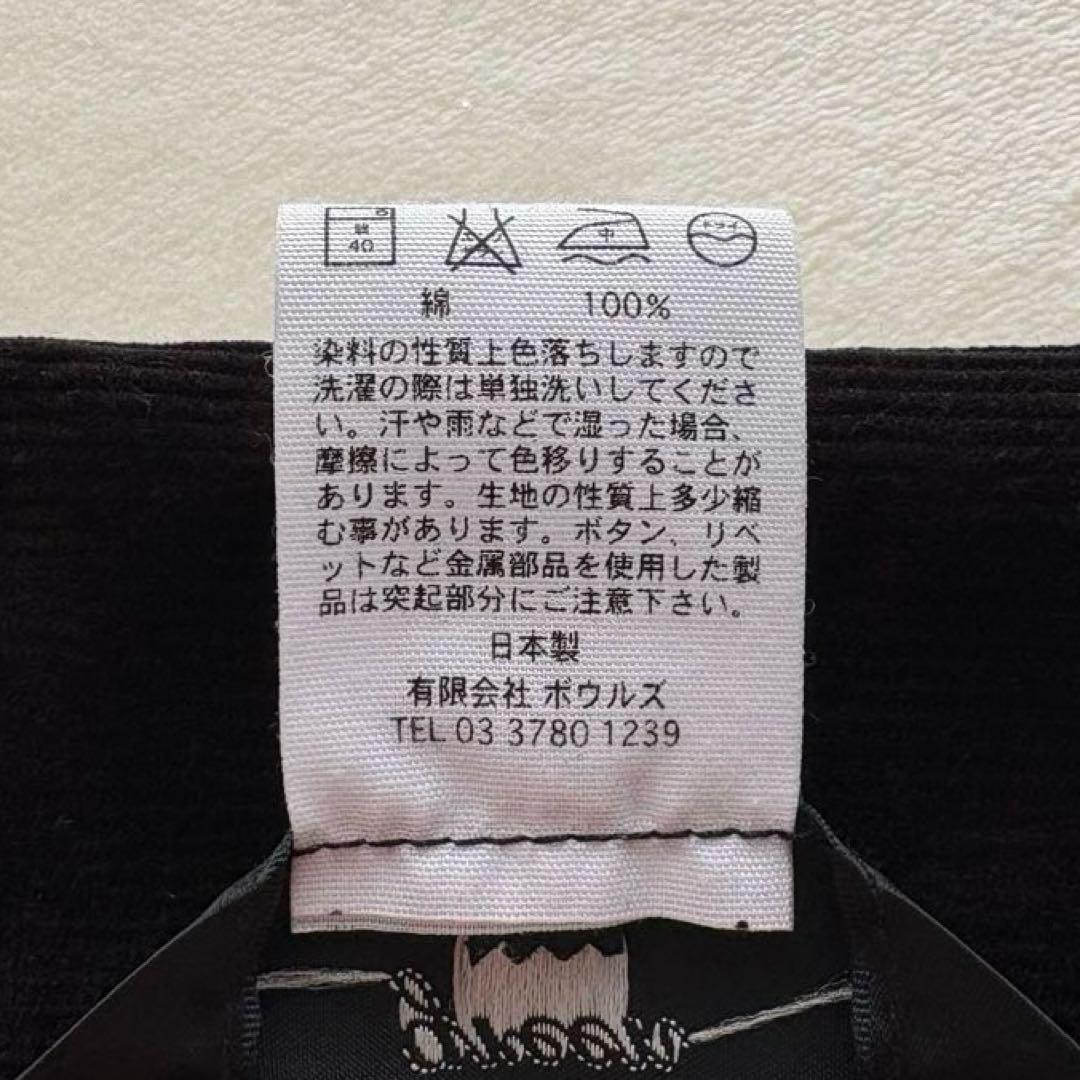 40
中
ドライ
綿 100%
染料の性質上色落ちしますので
洗濯の際は単独洗いしてくださ
い。汗や雨などで湿った場合、
摩擦によって色移りすることが
あります。生地の性質上多少縮
む事があります。ボタン、リベ
ットなど金属部品を使用した製
品は突起部分にご注意下さい。
日本製
有限会社 ボウルズ
TEL 03 3780 1239